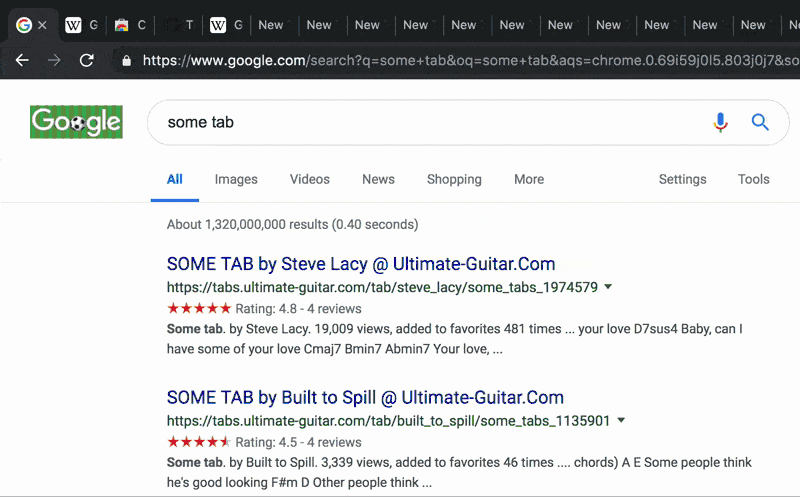 G C T G New New New New New New New New New New New N
https://www.google.com/search?q=some+tab&oq=some+tab&aqs=chrome.0.69i59j0l5.803j0j7&so
Google some tab
All Images Videos News Shopping More Settings Tools
About 1,320,000,000 results (0.40 seconds)
SOME TAB by Steve Lacy @ Ultimate-Guitar.Com
https://tabs.ultimate-guitar.com/tab/steve_lacy/some_tabs_1974579
Rating: 4.8 - 4 reviews
Some tab. by Steve Lacy. 19,009 views, added to favorites 481 times ... your love D7sus4 Baby, can I
have some of your love Cmaj7 Bmin7 Abmin7 Your love, ...
SOME TAB by Built to Spill @ Ultimate-Guitar.Com
https://tabs.ultimate-guitar.com/tab/built_to_spill/some_tabs_1135901
Rating: 4.5 - 4 reviews
Some tab. by Built to Spill. 3,339 views, added to favorites 46 times .... chords) A E Some people think
he's good looking F#m D Other people think ...